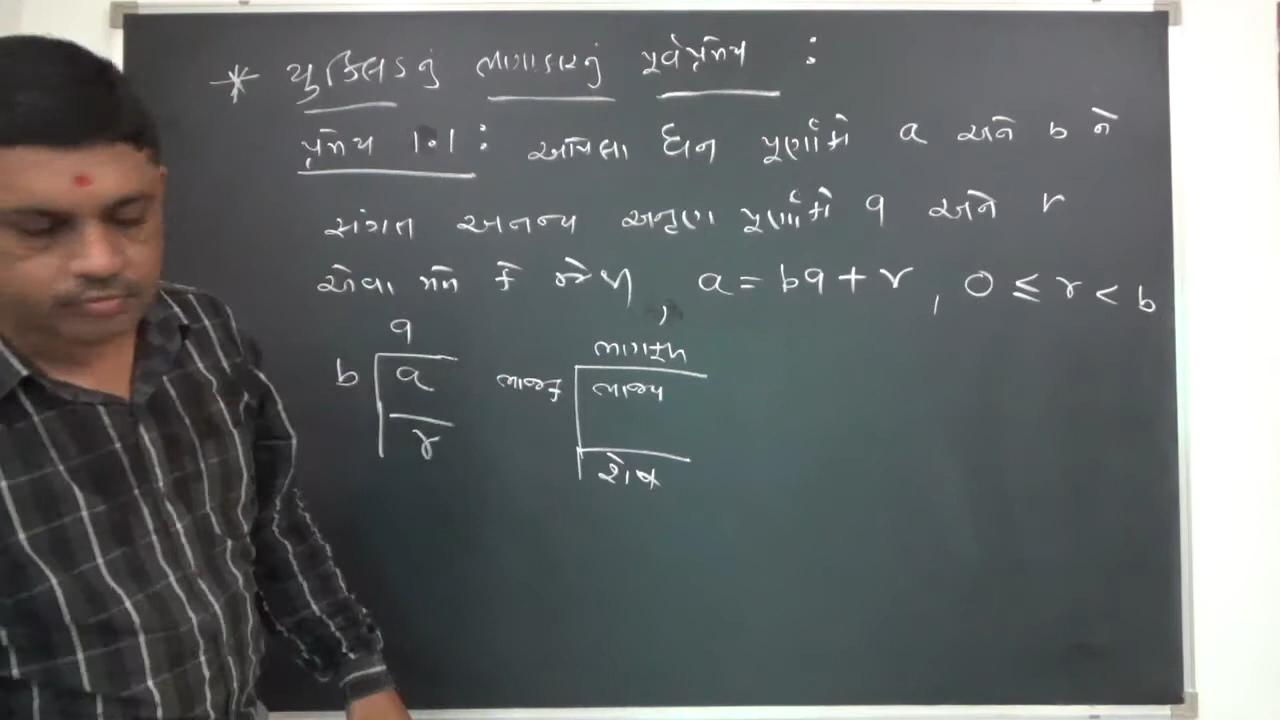 * યુક્લિડનું ભાગાકારનું પૂર્વપ્રમેય :
પ્રમેય 1.1 : આપેલા ધન પૂર્ણાંકો a અને b ને
સંગત અનન્ય અનૃણ પૂર્ણાંકો q અને r
એવા મળે કે જેથી, a = bq + r, 0 ≤ r < b
q
b a
r
ભાગફળ
ભાજક ભાજ્ય
શેષ